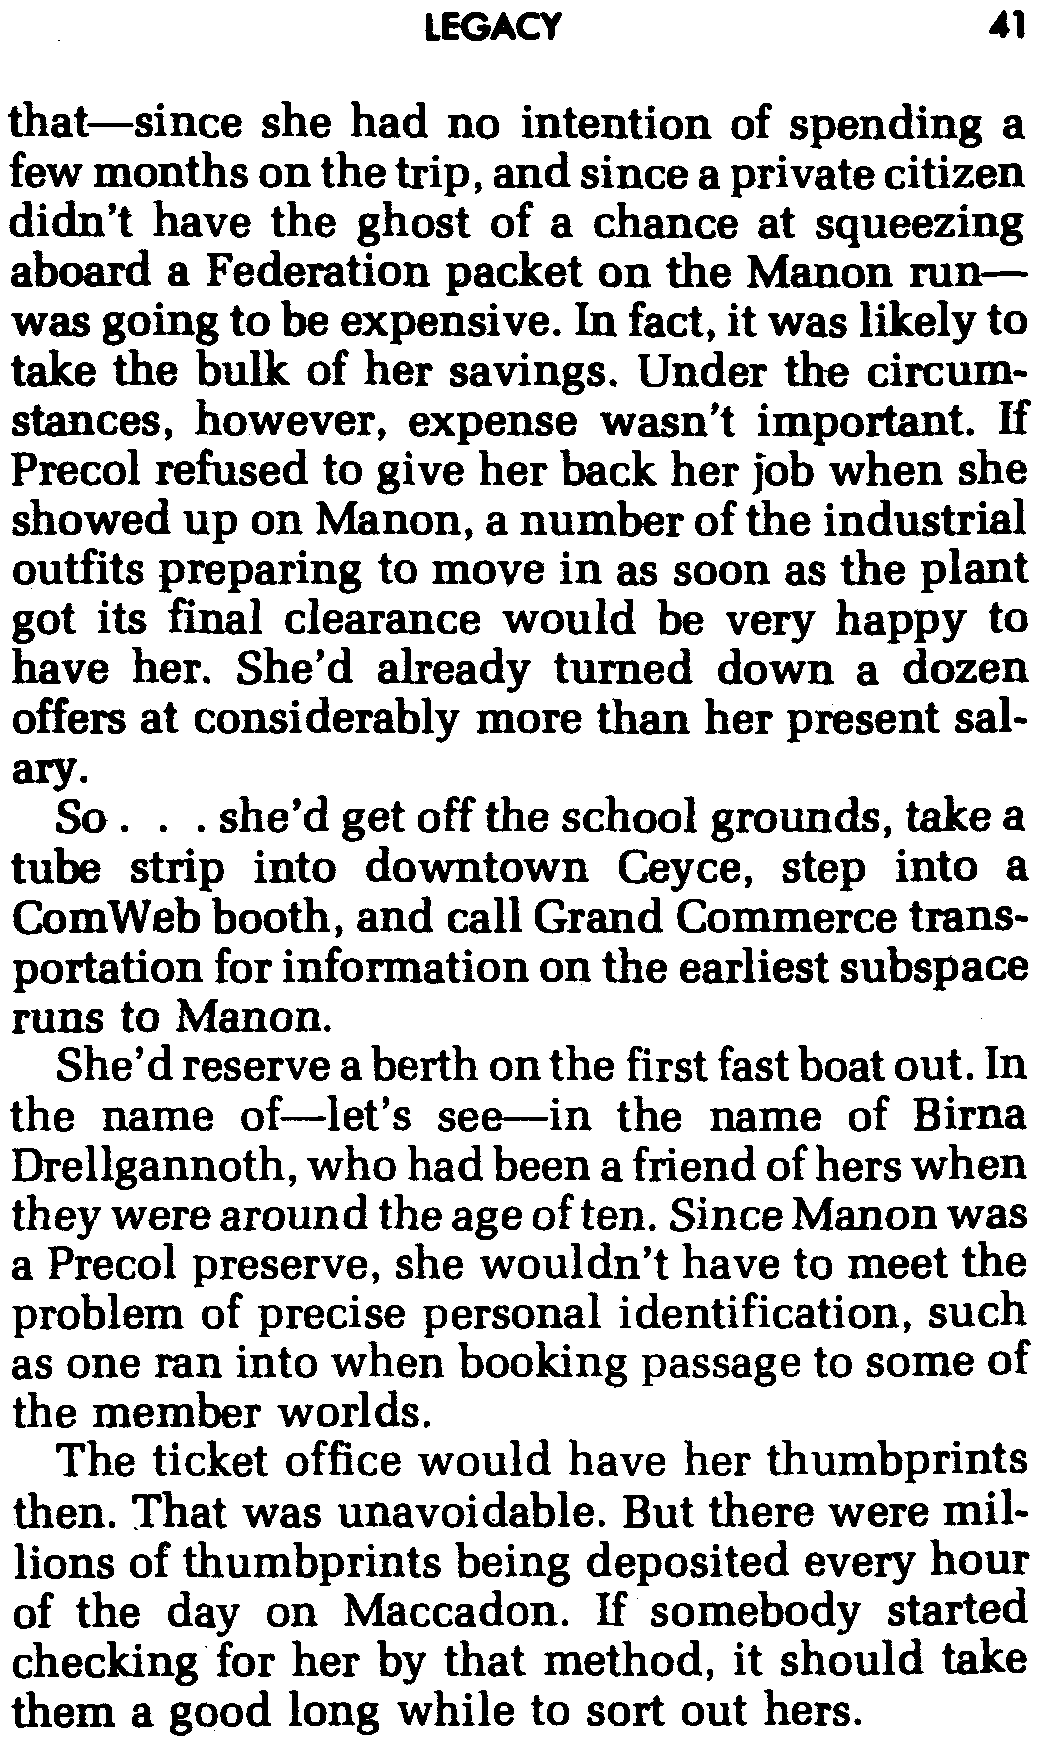 LEGACY 41
that—since she had no intention of spending a
few months on the trip, and since a private citizen
didn't have the ghost of a chance at squeezing
aboard a Federation packet on the Manon run—
was going to be expensive. In fact, it was likely to
take the bulk of her savings. Under the circum-
stances, however, expense wasn't important. If
Precol refused to give her back her job when she
showed up on Manon, a number of the industrial
outfits preparing to move in as soon as the plant
got its final clearance would be very happy to
have her. She'd already turned down a dozen
offers at considerably more than her present sal-
ary.
So . . . she'd get off the school grounds, take a
tube strip into downtown Ceyce, step into a
ComWeb booth, and call Grand Commerce trans-
portation for information on the earliest subspace
runs to Manon.
She'd reserve a berth on the first fast boat out. In
the name of—let's see—in the name of Birna
Drellgannoth, who had been a friend of hers when
they were around the age of ten. Since Manon was
a Precol preserve, she wouldn't have to meet the
problem of precise personal identification, such
as one ran into when booking passage to some of
the member worlds.
The ticket office would have her thumbprints
then. That was unavoidable. But there were mil-
lions of thumbprints being deposited every hour
of the day on Maccadon. If somebody started
checking for her by that method, it should take
them a good long while to sort out hers.